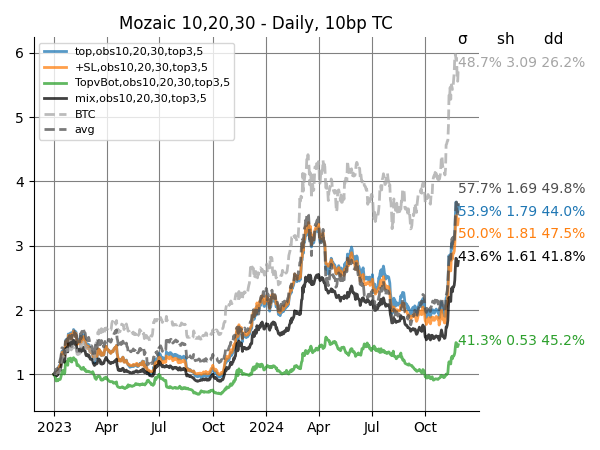 Mozaic 10,20,30 - Daily, 10bp TC
σ sh dd
top,obs10,20,30,top3,5
+SL,obs10,20,30,top3,5
TopvBot,obs10,20,30,top3,5
mix,obs10,20,30,top3,5
BTC
avg
48.7% 3.09 26.2%
57.7% 1.69 49.8%
53.9% 1.79 44.0%
50.0% 1.81 47.5%
43.6% 1.61 41.8%
41.3% 0.53 45.2%
6
5
4
3
2
1
2023 Apr Jul Oct 2024 Apr Jul Oct